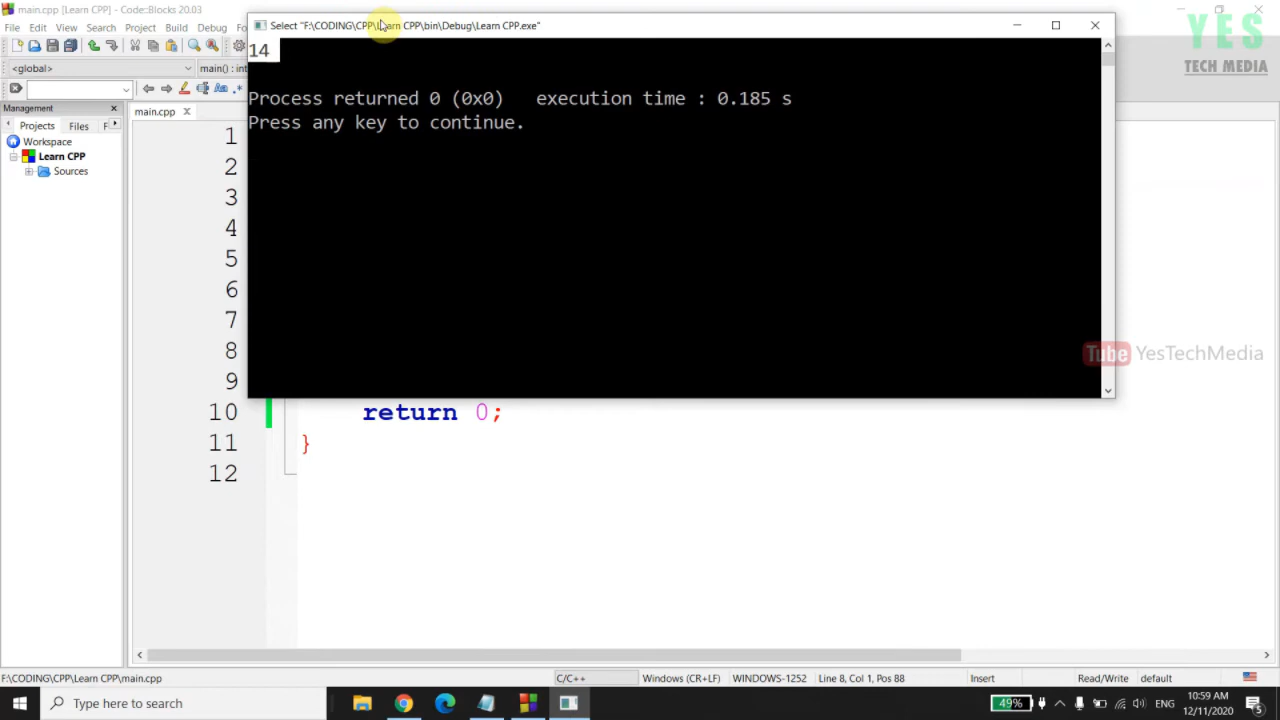 main.cpp [Learn CPP] - Code::Blocks 20.03
File Edit View Search Project Build Debug
Select "F:\CODING\CPP\Learn CPP\bin\Debug\Learn CPP.exe"
YES
TECH MEDIA
14
Process returned 0 (0x0)   execution time : 0.185 s
Press any key to continue.
<global>
main() : int
Management
main.cpp
Projects Files
Workspace
Learn CPP
Sources
1
2
3
4
5
6
7
8
9
10 return 0;
11 }
12
Tube YesTechMedia
F:\CODING\CPP\Learn CPP\main.cpp C/C++ Windows (CR+LF) WINDOWS-1252 Line 8, Col 1, Pos 88 Insert Read/Write default
Type here to search
49% ENG 10:59 AM
12/11/2020 5